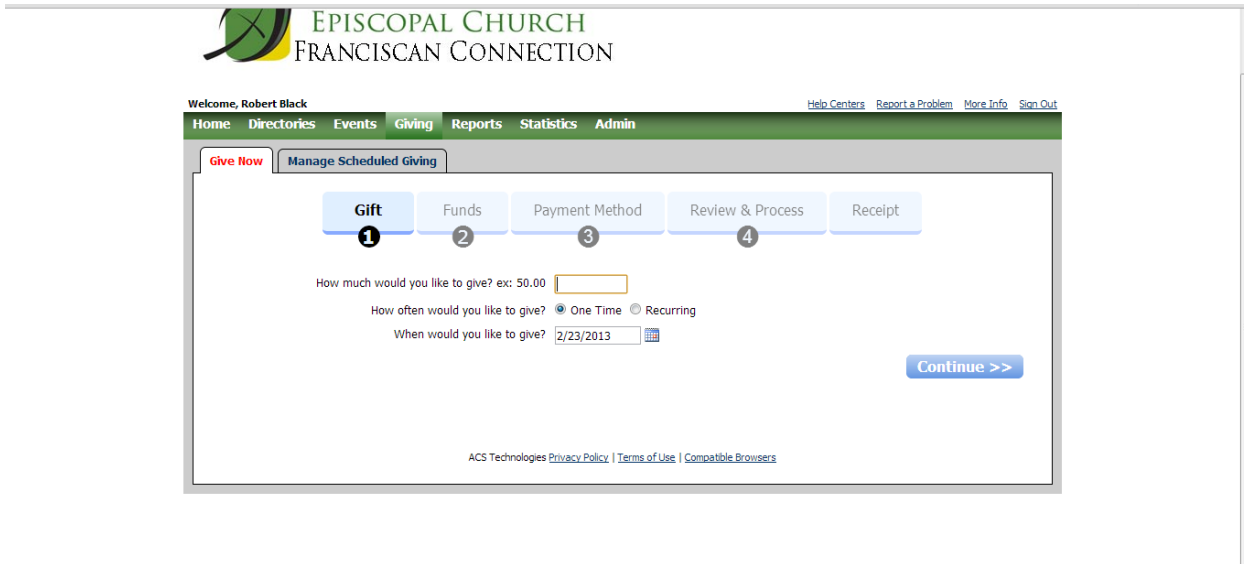 EPISCOPAL CHURCH
FRANCISCAN CONNECTION
Welcome, Robert Black
Help Centers Report a Problem More Info Sign Out
Home Directories Events Giving Reports Statistics Admin
Give Now Manage Scheduled Giving
Gift Funds Payment Method Review & Process Receipt
1 2 3 4
How much would you like to give? ex: 50.00
How often would you like to give? One Time Recurring
When would you like to give? 2/23/2013
Continue >>
ACS Technologies Privacy Policy | Terms of Use | Compatible Browsers